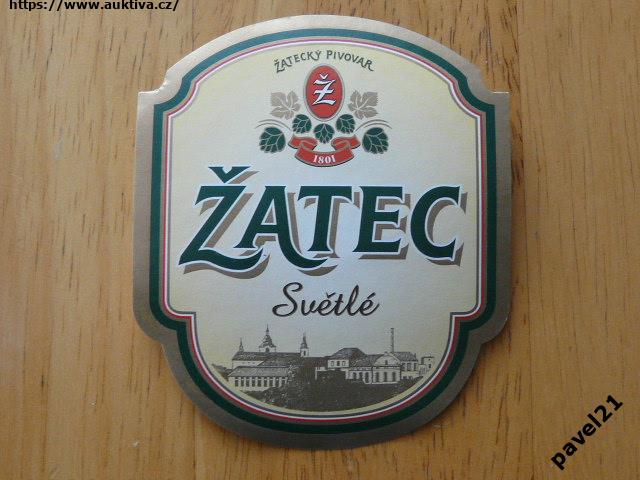 https://www.auktiva.cz/
ŽATECKÝ PIVOVAR
Ž
1801
ŽATEC
Světlé
pavel21